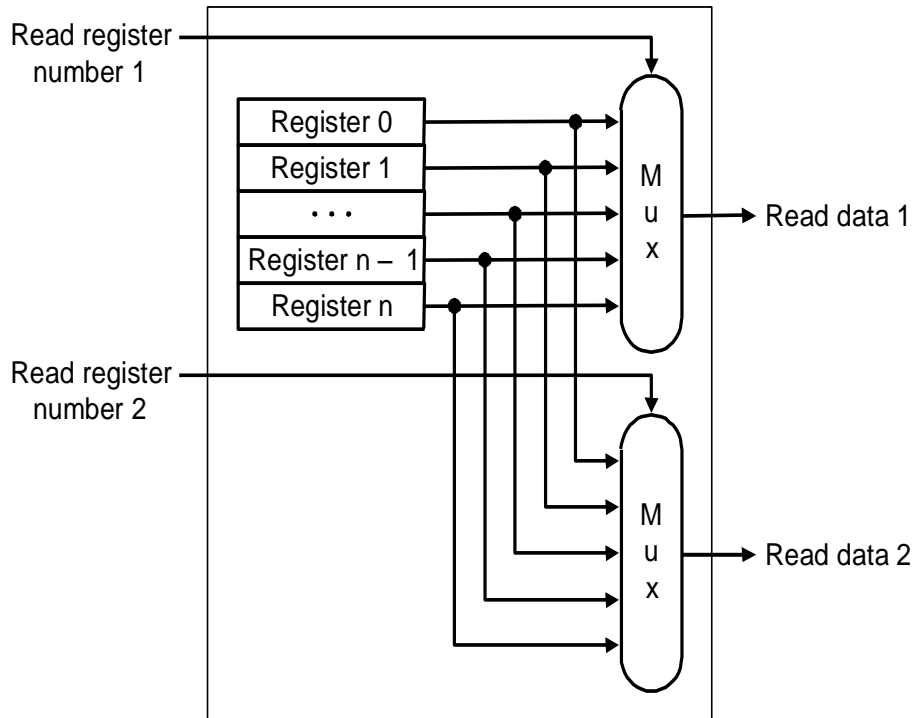 Read register
number 1
Register 0
Register 1
. . .
Register n – 1
Register n
M
u
x
Read data 1
Read register
number 2
M
u
x
Read data 2